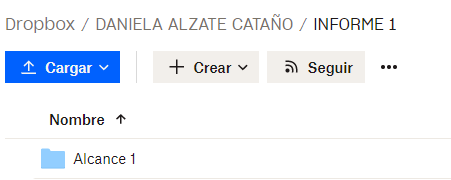 Dropbox / DANIELA ALZATE CATAÑO / INFORME 1
Cargar Crear Seguir •••
Nombre ↑
Alcance 1